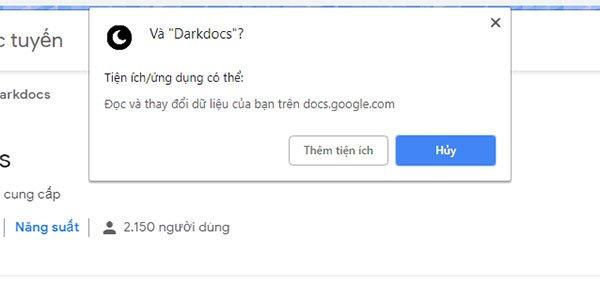 Và "Darkdocs"?
c tuyến
Tiện ích/ứng dụng có thể:
arkdocs
Đọc và thay đổi dữ liệu của bạn trên docs.google.com
Thêm tiện ích
Hủy
s
cung cấp
Năng suất
2.150 người dùng